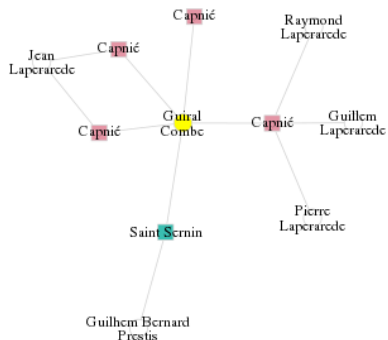 Capnié
Raymond
Laperarede
Jean
Laperarede
Capnié
Guiral
Combe
Capnié
Capnié
Guillem
Laperarede
Pierre
Laperarede
Saint Sernin
Guilhem Bernard
Prestis